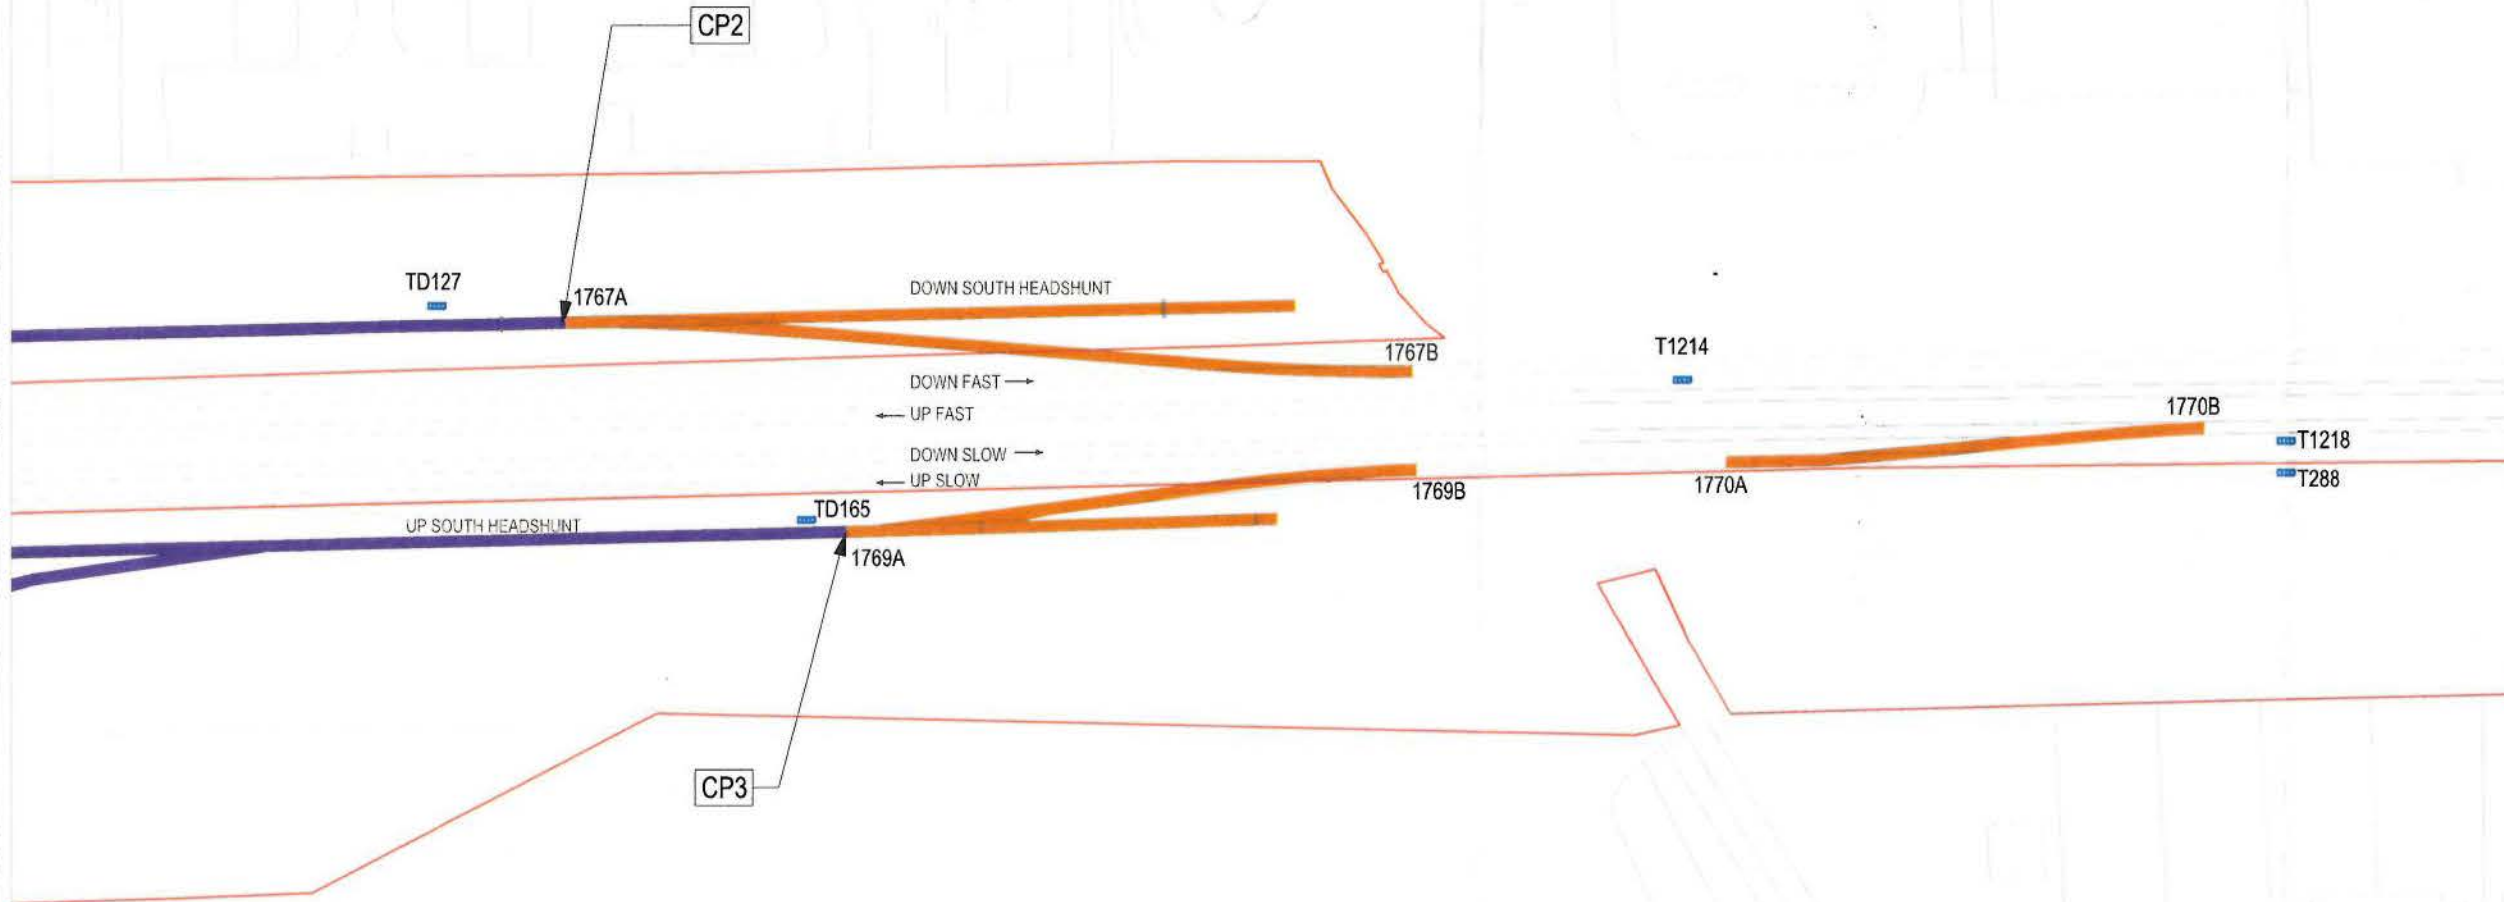 CP2
TD127
1767A
DOWN SOUTH HEADSHUNT
1767B
T1214
DOWN FAST
UP FAST
1770B
DOWN SLOW
T1218
UP SLOW
1769B
1770A
T288
TD165
UP SOUTH HEADSHUNT
1769A
CP3